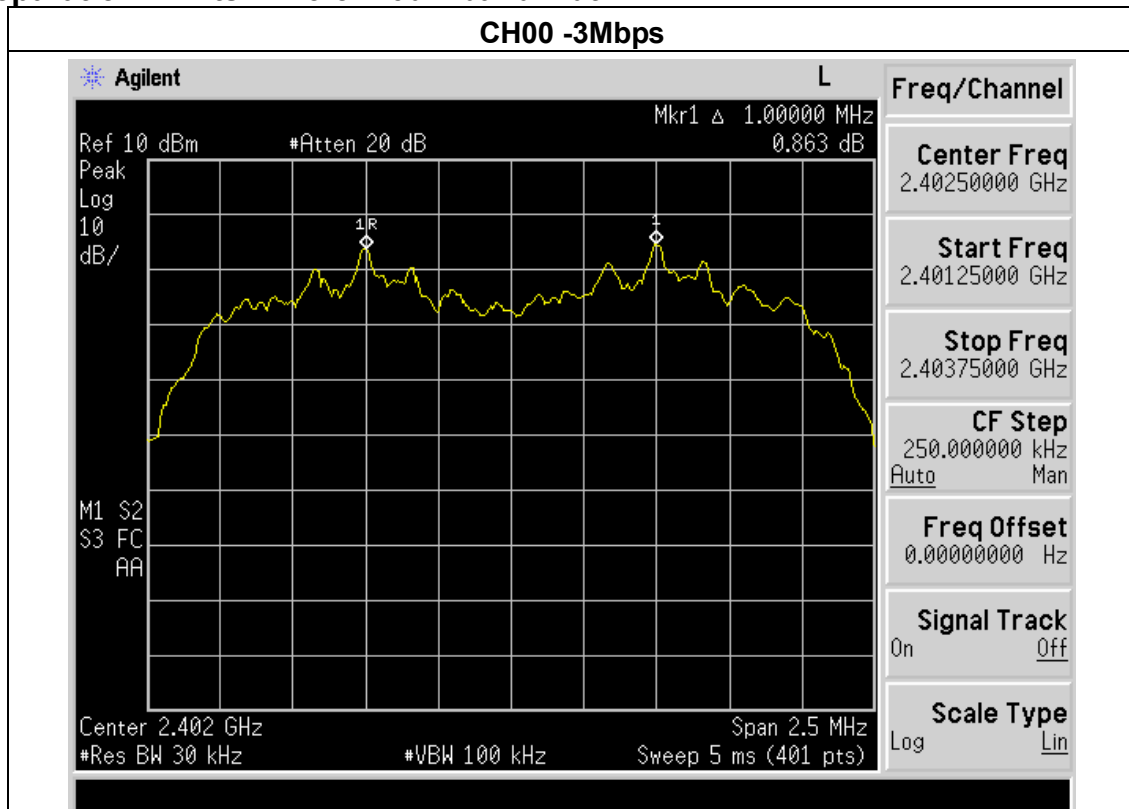 CH00 -3Mbps
Agilent
L
Freq/Channel
Mkr1 Δ 1.00000 MHz
Ref 10 dBm #Atten 20 dB 0.863 dB
Peak
Log
10
dB/
1R
1
M1 S2
S3 FC
AA
Center 2.402 GHz Span 2.5 MHz
#Res BW 30 kHz #VBW 100 kHz Sweep 5 ms (401 pts)
Center Freq
2.40250000 GHz
Start Freq
2.40125000 GHz
Stop Freq
2.40375000 GHz
CF Step
250.000000 kHz
Auto Man
Freq Offset
0.00000000 Hz
Signal Track
On Off
Scale Type
Log Lin